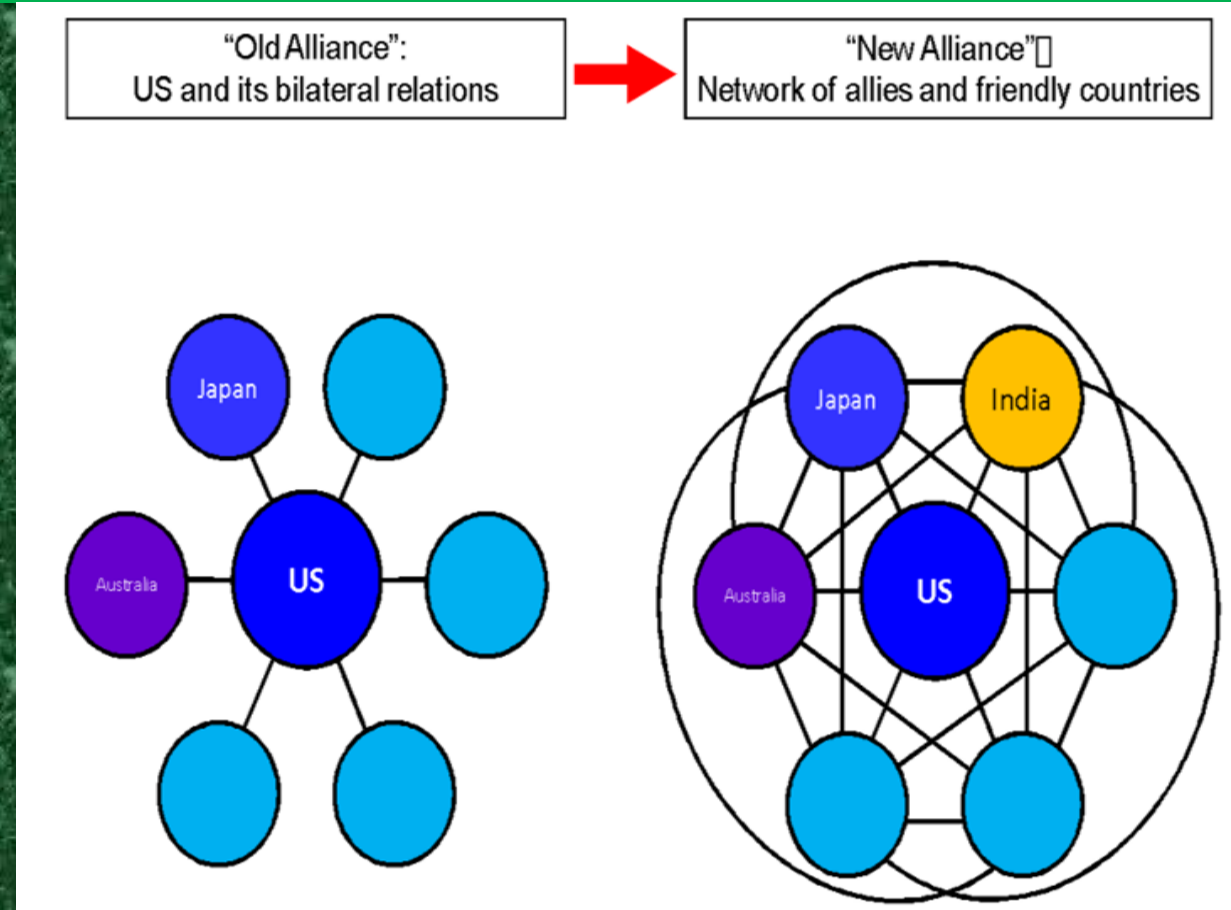 “Old Alliance”:
US and its bilateral relations
“New Alliance”▯
Network of allies and friendly countries
Japan
Australia
US
Japan
India
Australia
US